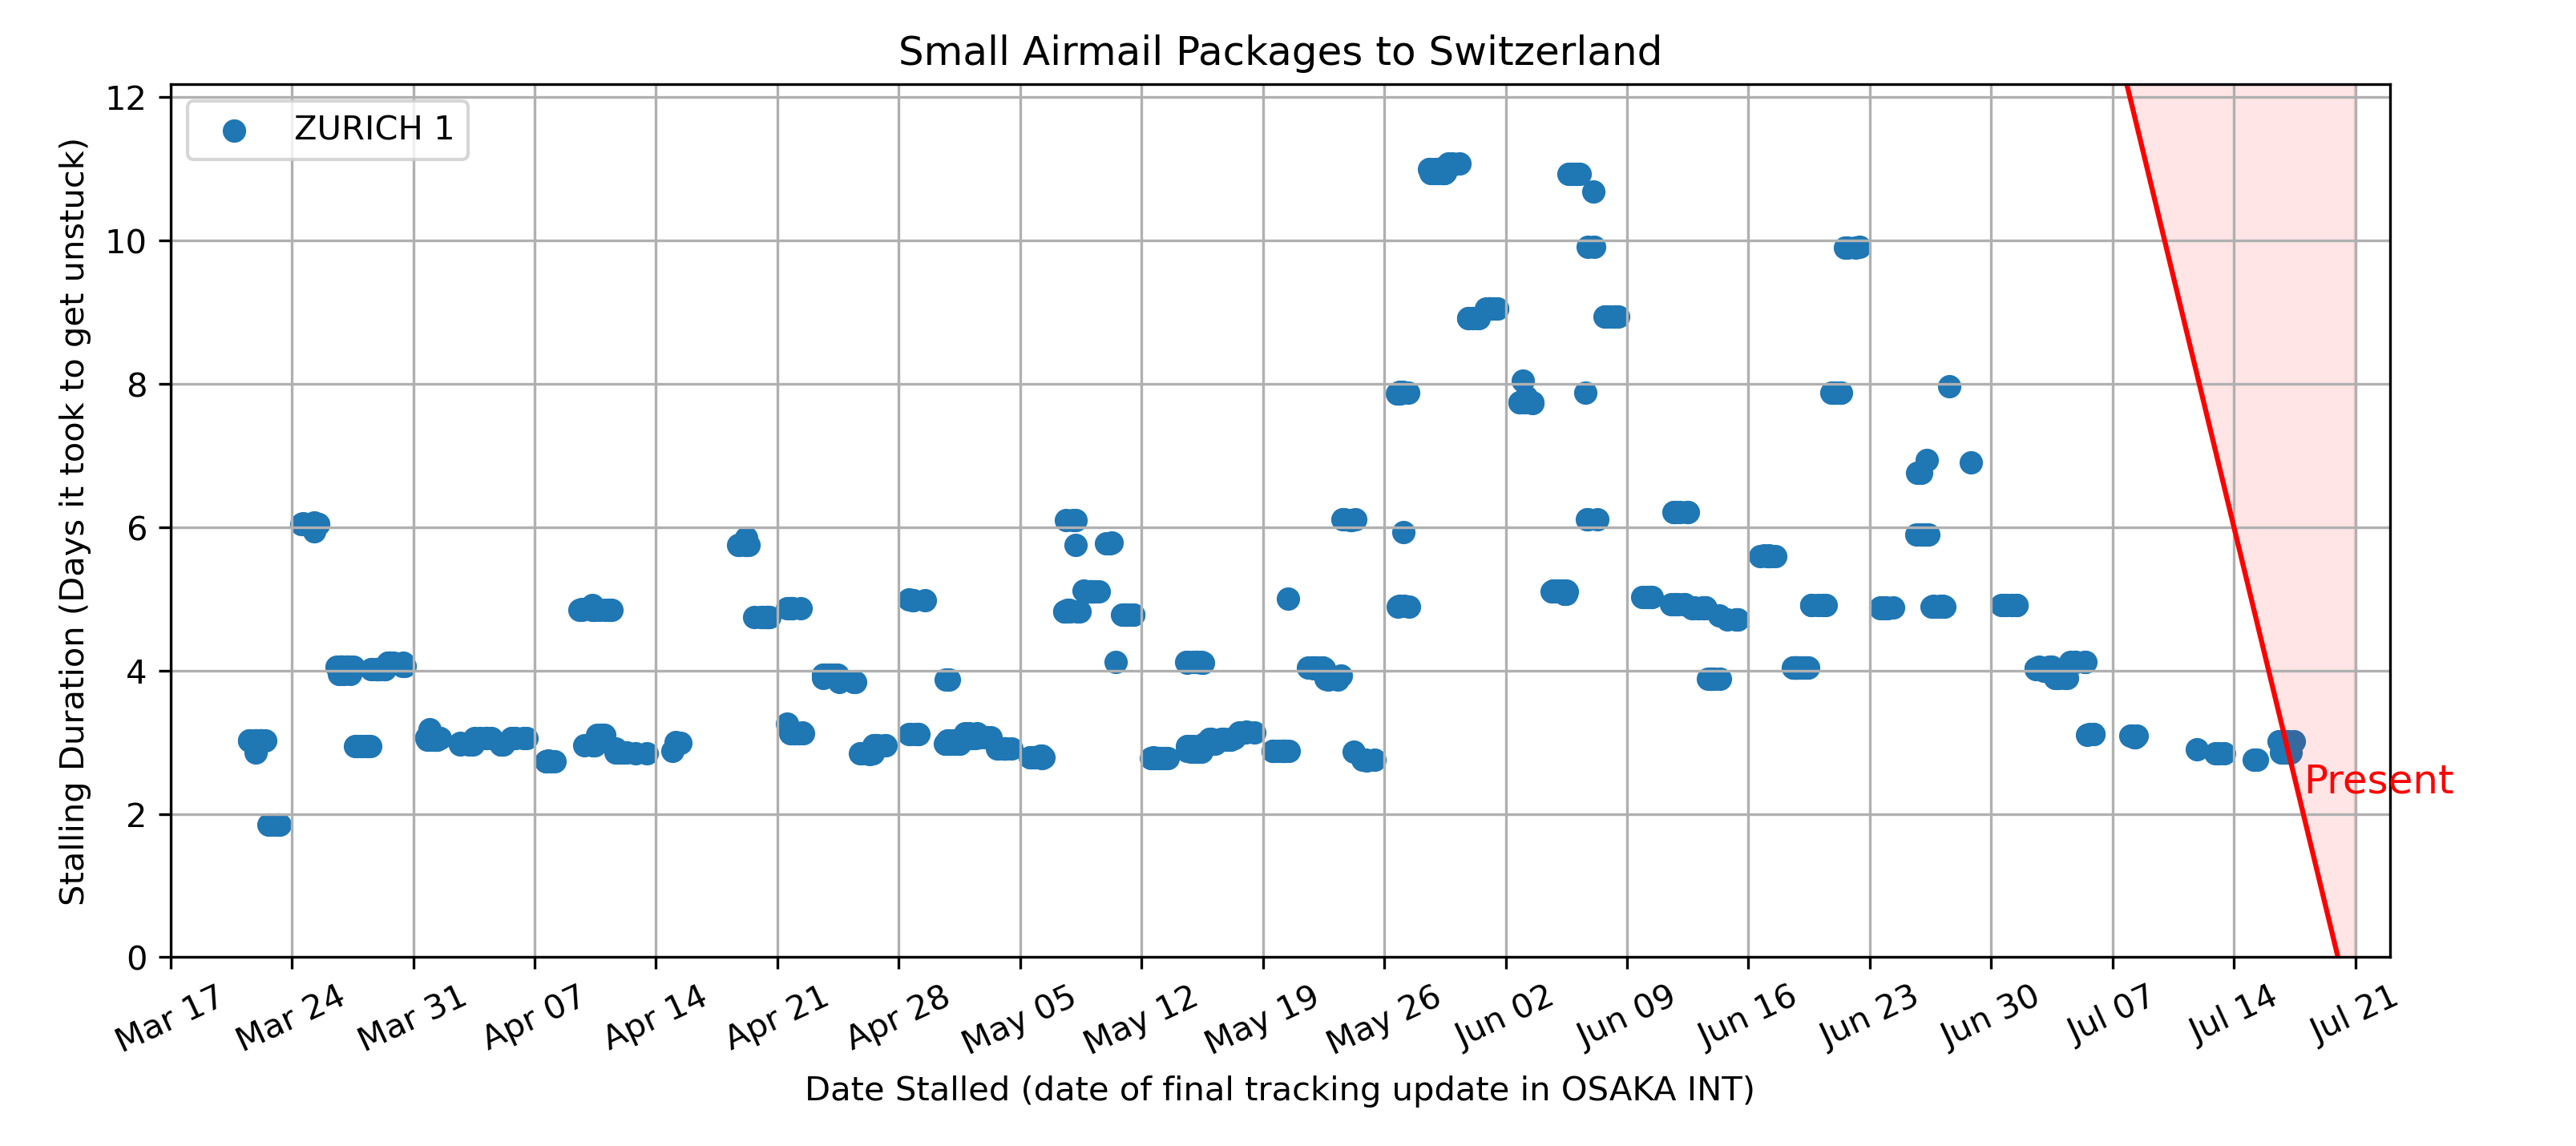 Small Airmail Packages to Switzerland
ZURICH 1
Stalling Duration (Days it took to get unstuck)
12
10
8
6
4
2
0
Present
Mar 17
Mar 24
Mar 31
Apr 07
Apr 14
Apr 21
Apr 28
May 05
May 12
May 19
May 26
Jun 02
Jun 09
Jun 16
Jun 23
Jun 30
Jul 07
Jul 14
Jul 21
Date Stalled (date of final tracking update in OSAKA INT)